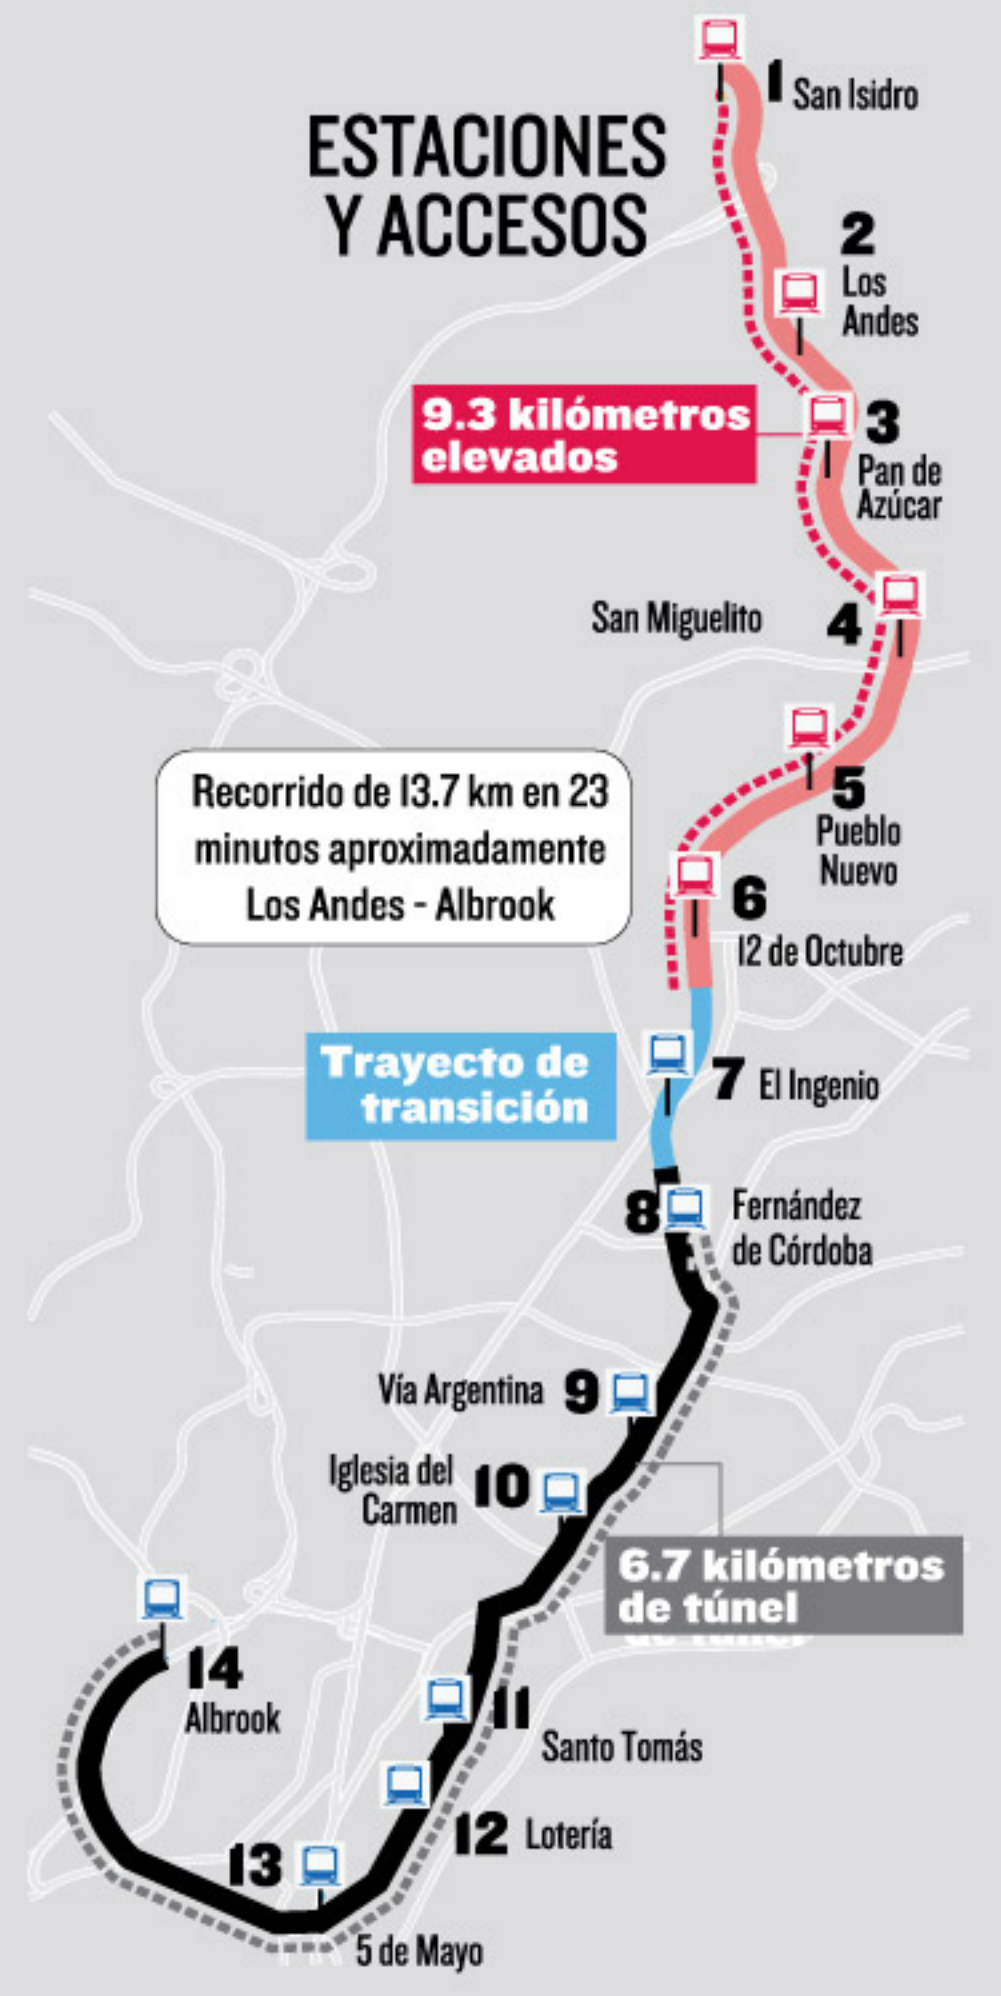 1 San Isidro
ESTACIONES
Y ACCESOS
2
Los
Andes
9.3 kilómetros
elevados
3
Pan de
Azúcar
San Miguelito 4
5
Pueblo
Nuevo
Recorrido de 13.7 km en 23
minutos aproximadamente
Los Andes - Albrook
6
12 de Octubre
Trayecto de
transición
7 El Ingenio
8 Fernández
de Córdoba
Vía Argentina 9
Iglesia del
Carmen
10
6.7 kilómetros
de túnel
14
Albrook
11
Santo Tomás
12 Lotería
13
5 de Mayo